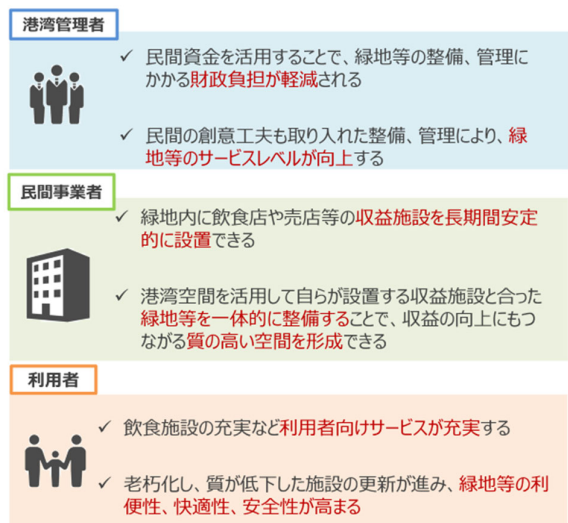 港湾管理者
✓ 民間資金を活用することで、緑地等の整備、管理に
かかる財政負担が軽減される
✓ 民間の創意工夫も取り入れた整備、管理により、緑
地等のサービスレベルが向上する
民間事業者
✓ 緑地内に飲食店や売店等の収益施設を長期間安定
的に設置できる
✓ 港湾空間を活用して自らが設置する収益施設と合った
緑地等を一体的に整備することで、収益の向上にもつ
ながる質の高い空間を形成できる
利用者
✓ 飲食施設の充実など利用者向けサービスが充実する
✓ 老朽化し、質が低下した施設の更新が進み、緑地等の利
便性、快適性、安全性が高まる